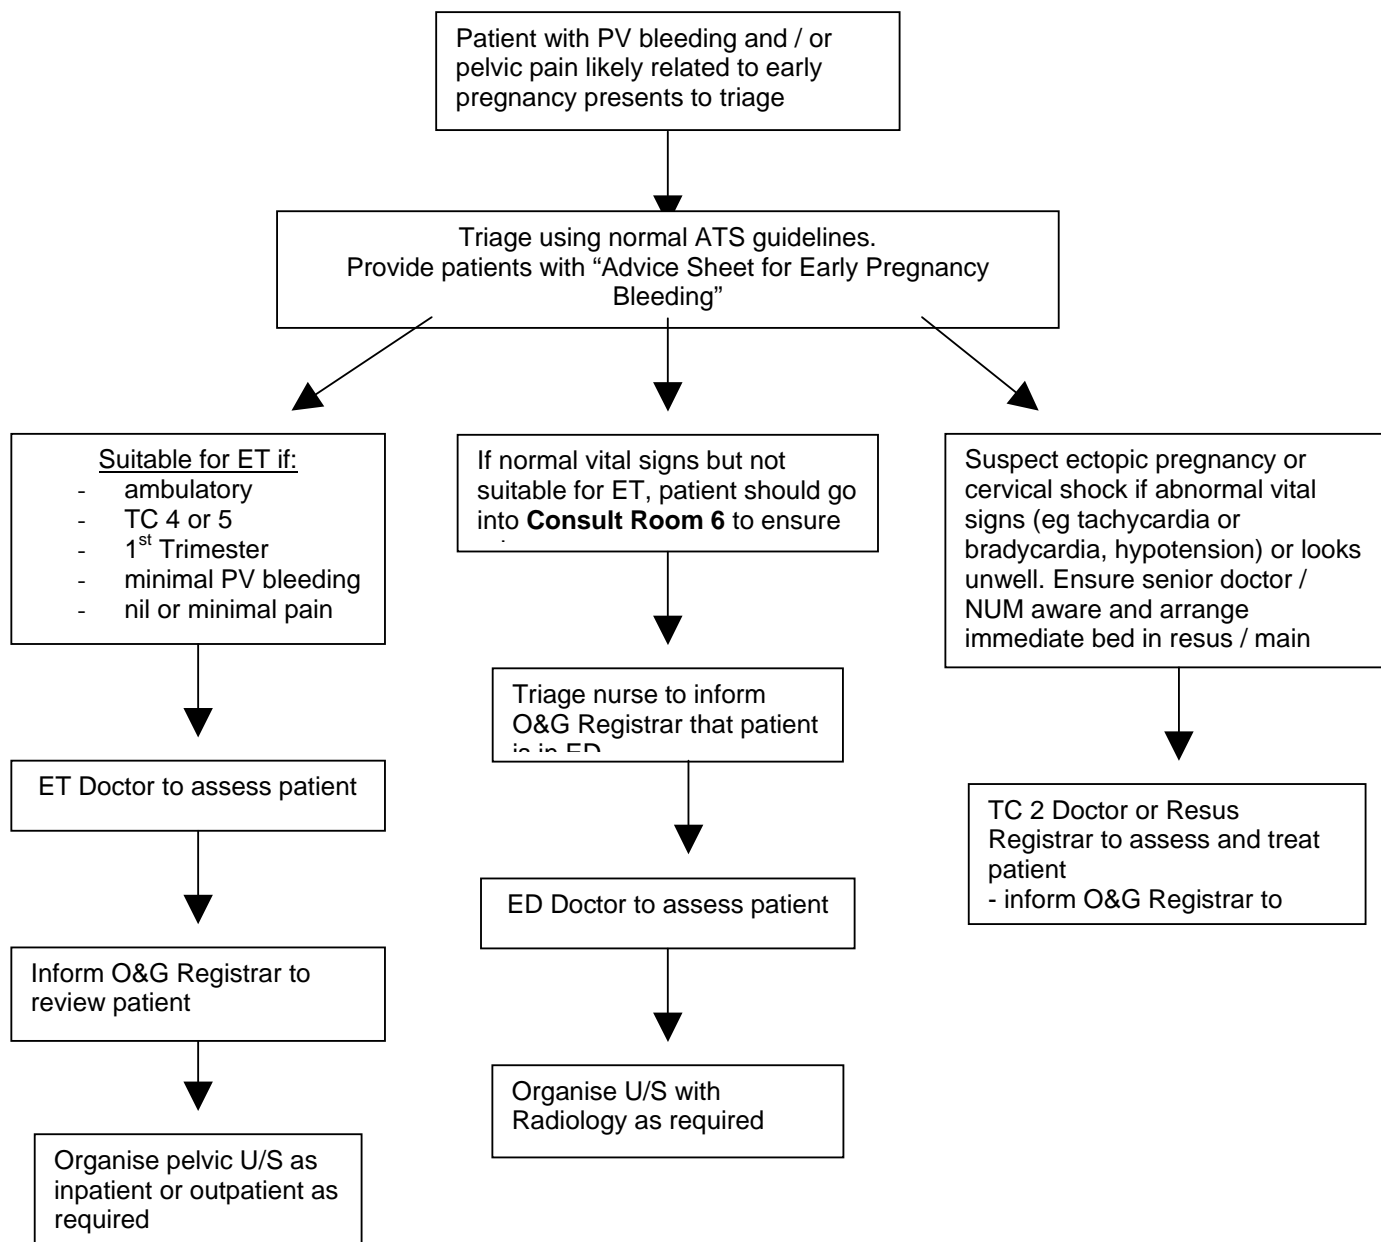 Patient with PV bleeding and / or
pelvic pain likely related to early
pregnancy presents to triage
Triage using normal ATS guidelines.
Provide patients with “Advice Sheet for Early Pregnancy
Bleeding”
Suitable for ET if:
- ambulatory
- TC 4 or 5
- 1st Trimester
- minimal PV bleeding
- nil or minimal pain
ET Doctor to assess patient
Inform O&G Registrar to
review patient
Organise pelvic U/S as
inpatient or outpatient as
required
If normal vital signs but not
suitable for ET, patient should go
into Consult Room 6 to ensure
Triage nurse to inform
O&G Registrar that patient
is in ED
ED Doctor to assess patient
Organise U/S with
Radiology as required
Suspect ectopic pregnancy or
cervical shock if abnormal vital
signs (eg tachycardia or
bradycardia, hypotension) or looks
unwell. Ensure senior doctor /
NUM aware and arrange
immediate bed in resus / main
TC 2 Doctor or Resus
Registrar to assess and treat
patient
- inform O&G Registrar to